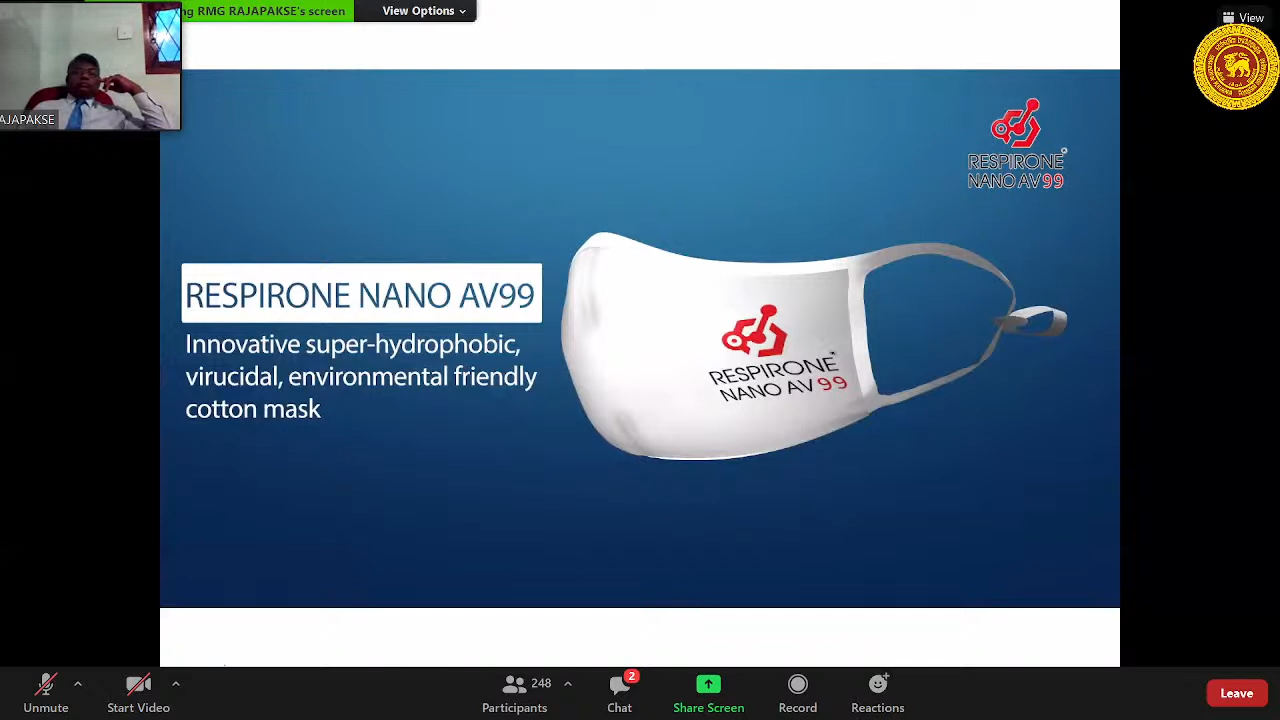 ng RMG RAJAPAKSE's screen
View Options
View
AJAPAKSE
RESPIRONE
NANO AV99
RESPIRONE NANO AV99
Innovative super-hydrophobic,
virucidal, environmental friendly
cotton mask
RESPIRONE
NANO AV 99
Unmute
Start Video
248
Participants
2
Chat
Share Screen
Record
Reactions
Leave